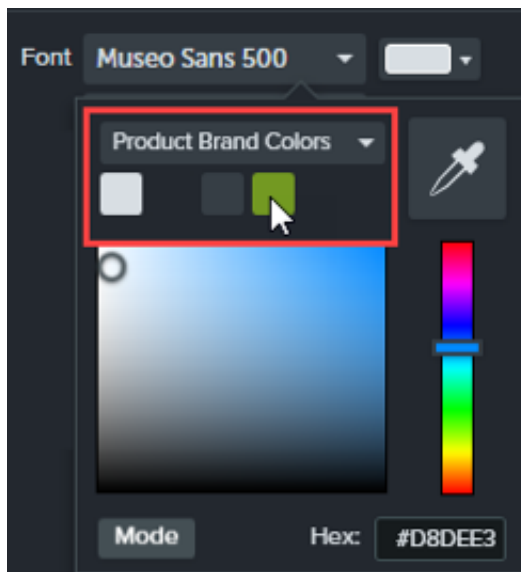 Font Museo Sans 500
Product Brand Colors
Mode Hex: #D8DEE3